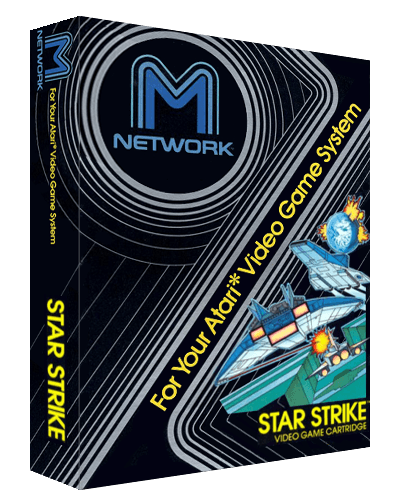 M
NETWORK
For Your Atari* Video Game System
STAR STRIKE
M
NETWORK
For Your Atari* Video Game System
STAR STRIKE™
VIDEO GAME CARTRIDGE